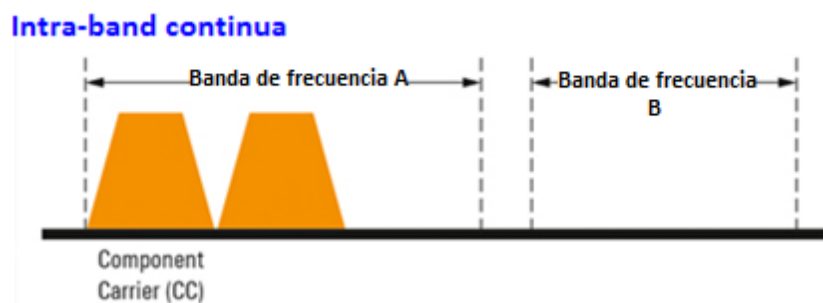 Intra-band continua
Banda de frecuencia A
Banda de frecuencia
B
Component
Carrier (CC)